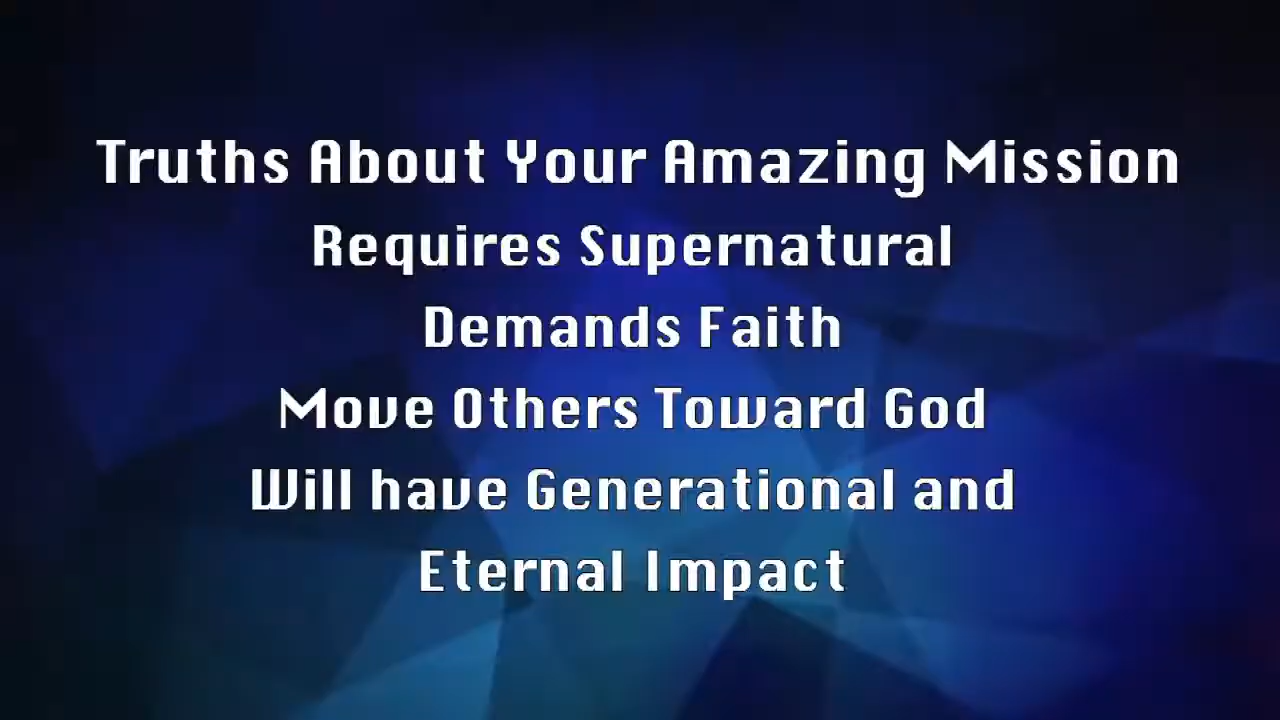 Truths About Your Amazing Mission
Requires Supernatural
Demands Faith
Move Others Toward God
Will have Generational and
Eternal Impact